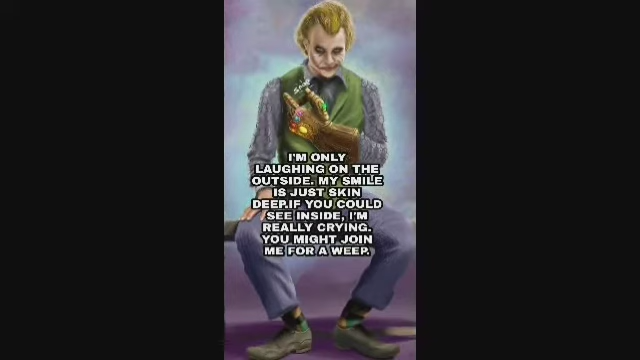 SNAP
I'M ONLY
LAUGHING ON THE
OUTSIDE. MY SMILE
IS JUST SKIN
DEEP.IF YOU COULD
SEE INSIDE, I'M
REALLY CRYING.
YOU MIGHT JOIN
ME FOR A WEEP.